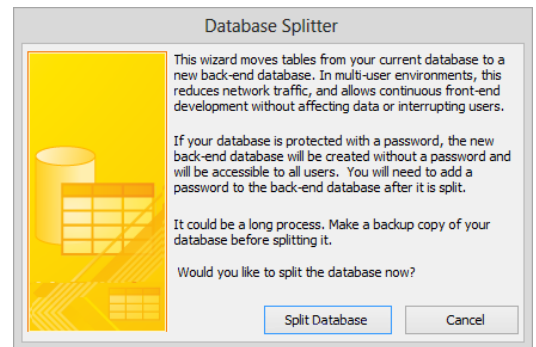 Database Splitter
This wizard moves tables from your current database to a
new back-end database. In multi-user environments, this
reduces network traffic, and allows continuous front-end
development without affecting data or interrupting users.
If your database is protected with a password, the new
back-end database will be created without a password and
will be accessible to all users.  You will need to add a
password to the back-end database after it is split.
It could be a long process. Make a backup copy of your
database before splitting it.
Would you like to split the database now?
Split Database
Cancel